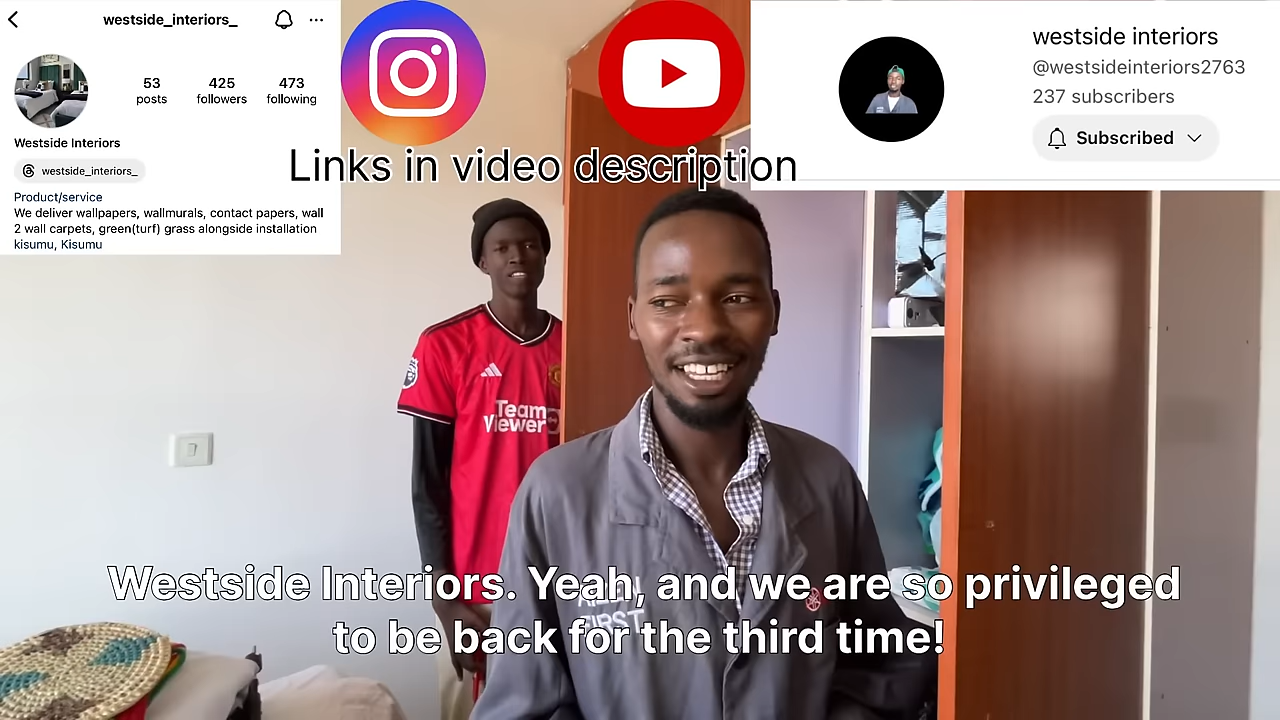 westside_interiors_
53
425
473
posts
followers
following
Westside Interiors
westside_interiors_
Product/service
We deliver wallpapers, wallmurals, contact papers, wall
2 wall carpets, green(turf) grass alongside installation
kisumu, Kisumu
Links in video description
westside interiors
@westsideinteriors2763
237 subscribers
Subscribed
Team
Viewer
FIRST
Westside Interiors. Yeah, and we are so privileged
to be back for the third time!